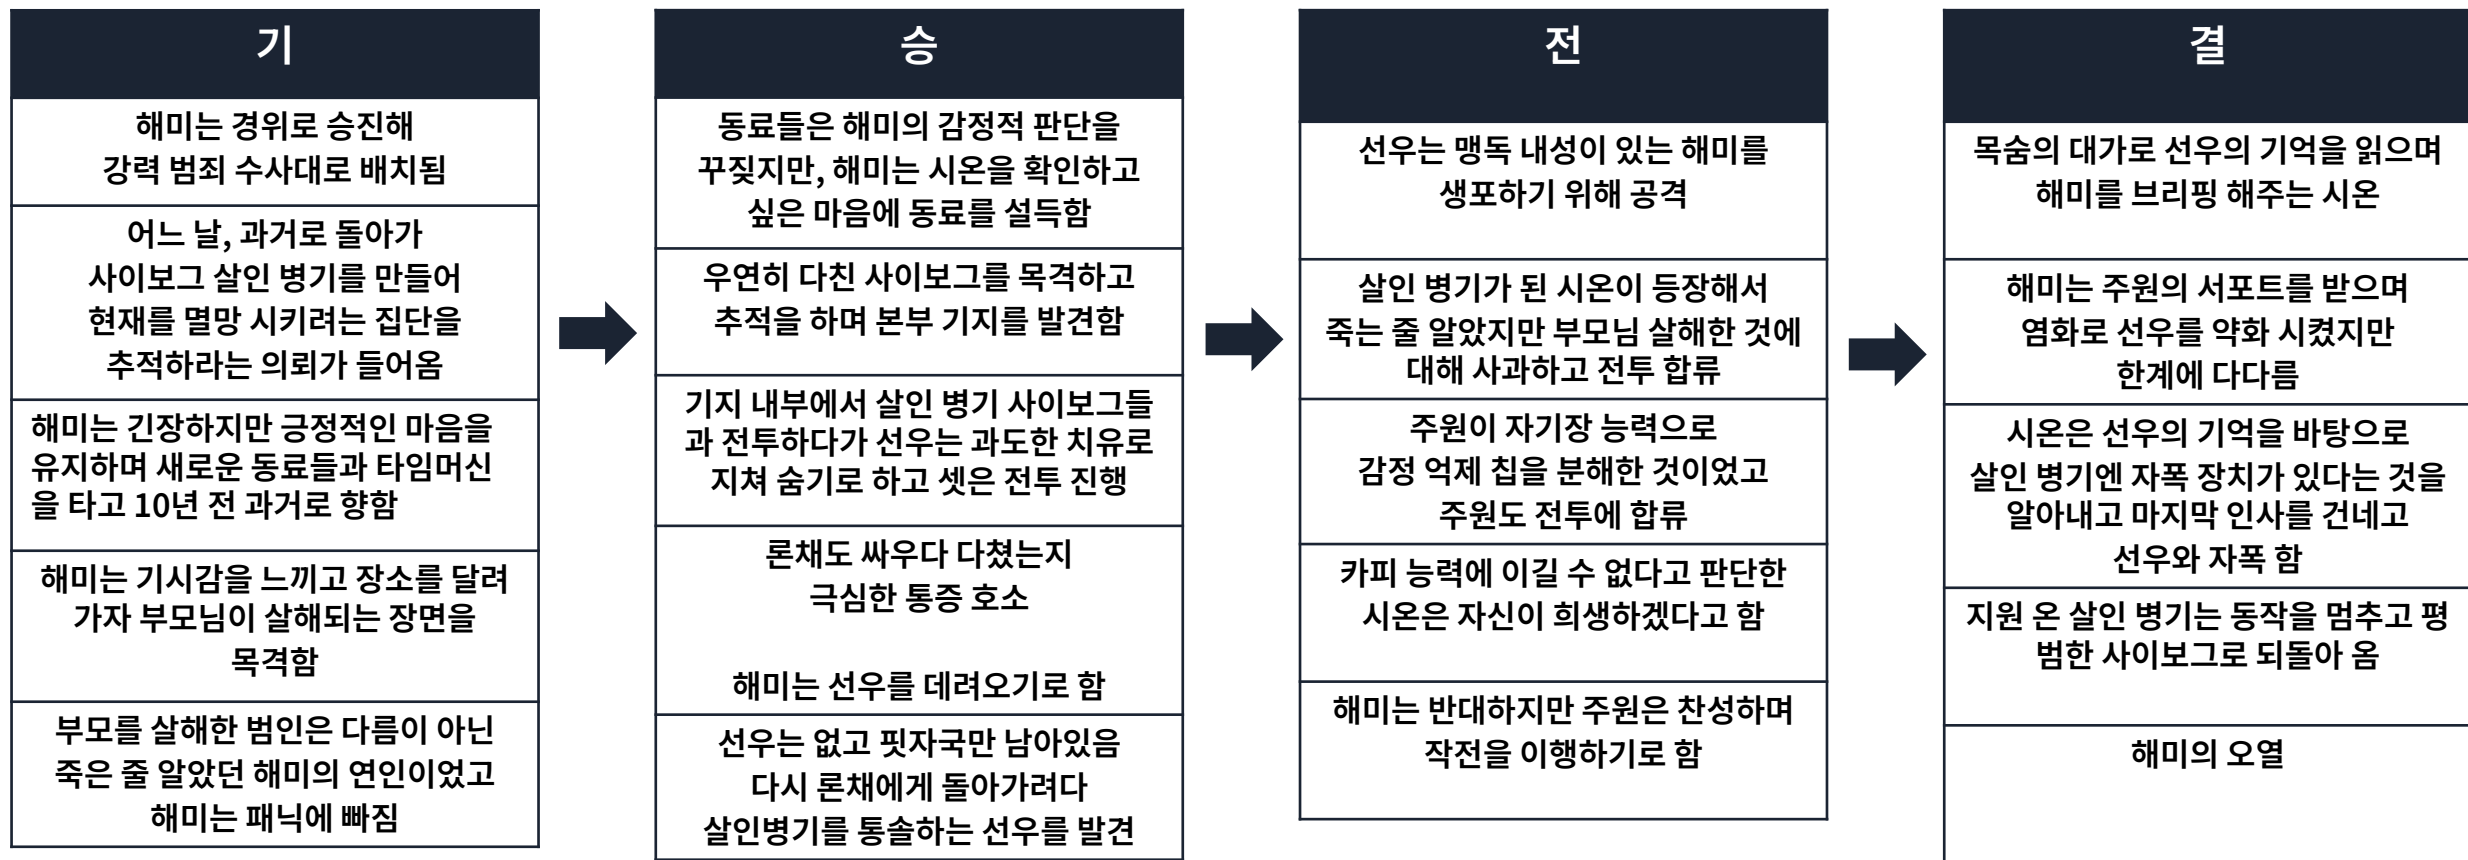 기
해미는 경위로 승진해
강력 범죄 수사대로 배치됨
어느 날, 과거로 돌아가
사이보그 살인 병기를 만들어
현재를 멸망 시키려는 집단을
추적하라는 의뢰가 들어옴
해미는 긴장하지만 긍정적인 마음을
유지하며 새로운 동료들과 타임머신
을 타고 10년 전 과거로 향함
해미는 기시감을 느끼고 장소를 달려
가자 부모님이 살해되는 장면을
목격함
부모를 살해한 범인은 다름이 아닌
죽은 줄 알았던 해미의 연인이었고
해미는 패닉에 빠짐
승
동료들은 해미의 감정적 판단을
꾸짖지만, 해미는 시온을 확인하고
싶은 마음에 동료를 설득함
우연히 다친 사이보그를 목격하고
추적을 하며 본부 기지를 발견함
기지 내부에서 살인 병기 사이보그들
과 전투하다가 선우는 과도한 치유로
지쳐 숨기로 하고 셋은 전투 진행
론채도 싸우다 다쳤는지
극심한 통증 호소
해미는 선우를 데려오기로 함
선우는 없고 핏자국만 남아있음
다시 론채에게 돌아가려다
살인병기를 통솔하는 선우를 발견
전
선우는 맹독 내성이 있는 해미를
생포하기 위해 공격
살인 병기가 된 시온이 등장해서
죽는 줄 알았지만 부모님 살해한 것에
대해 사과하고 전투 합류
주원이 자기장 능력으로
감정 억제 칩을 분해한 것이었고
주원도 전투에 합류
카피 능력에 이길 수 없다고 판단한
시온은 자신이 희생하겠다고 함
해미는 반대하지만 주원은 찬성하며
작전을 이행하기로 함
결
목숨의 대가로 선우의 기억을 읽으며
해미를 브리핑 해주는 시온
해미는 주원의 서포트를 받으며
염화로 선우를 약화 시켰지만
한계에 다다름
시온은 선우의 기억을 바탕으로
살인 병기엔 자폭 장치가 있다는 것을
알아내고 마지막 인사를 건네고
선우와 자폭 함
지원 온 살인 병기는 동작을 멈추고 평
범한 사이보그로 되돌아 옴
해미의 오열